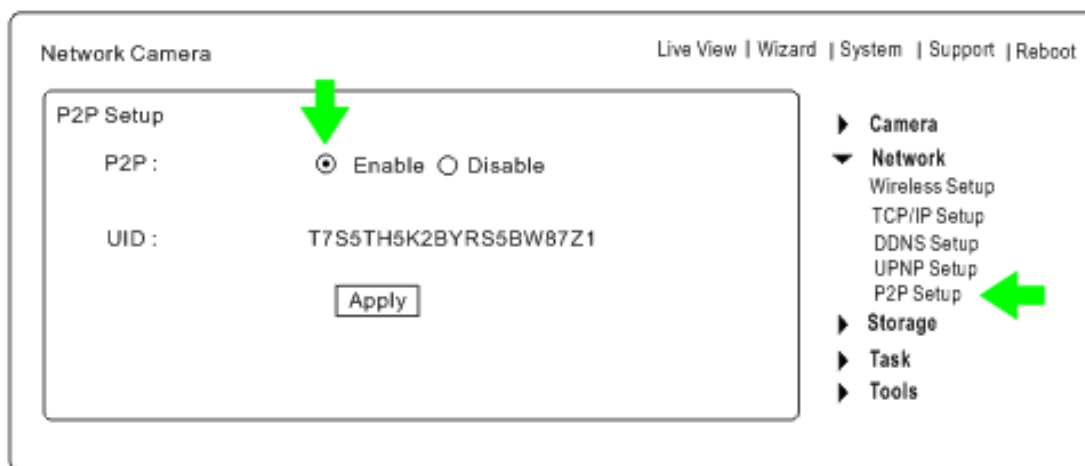 Network Camera
Live View | Wizard | System | Support | Reboot
P2P Setup
P2P :
Enable Disable
UID :
T7S5TH5K2BYRS5BW87Z1
Apply
Camera
Network
Wireless Setup
TCP/IP Setup
DDNS Setup
UPNP Setup
P2P Setup
Storage
Task
Tools